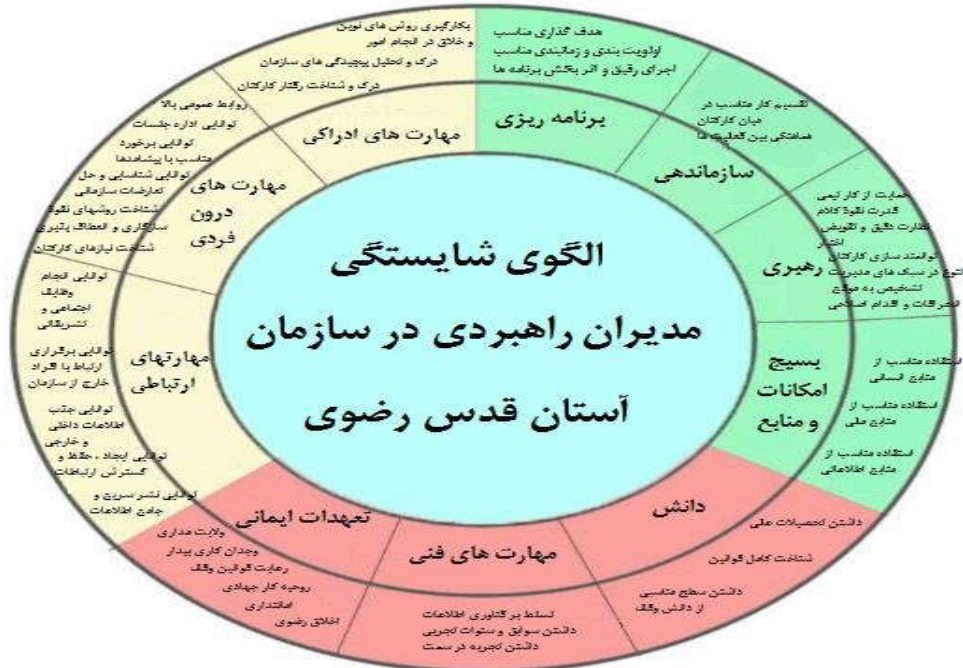 الگوی شایستگی
مدیران راهبردی در سازمان
آستان قدس رضوی
برنامه ریزی
هدف گذاری مناسب
اولویت بندی و زمانبندی مناسب
اجرای دقیق و اثر بخش برنامه ها
سازماندهی
تقسیم کار مناسب در
میان کارکنان
هماهنگی بین فعالیت ها
رهبری
حمایت از کار تیمی
قدرت نفوذ کلام
نظارت دقیق و تفویض
اختیار
توانمند سازی کارکنان
تنوع در سبک های مدیریت
تشخیص به موقع
انحرافات و اقدام اصلاحی
بسیج
امکانات
و منابع
استفاده مناسب از
منابع انسانی
استفاده مناسب از
منابع مالی
استفاده مناسب از
منابع اطلاعاتی
دانش
داشتن تحصیلات عالی
شناخت کامل قوانین
داشتن سطح مناسبی
از دانش وقف
مهارت های فنی
تسلط بر فناوری اطلاعات
داشتن سوابق و سنوات تجربی
داشتن تجربه در سمت
تعهدات ایمانی
ولایت مداری
وجدان کاری بیدار
رعایت قوانین وقف
روحیه کار جهادی
امانتداری
اخلاق رضوی
مهارتهای
ارتباطی
توانایی انجام
وظایف
اجتماعی و
تشریفاتی
توانایی برقراری
ارتباط با افراد
خارج از سازمان
توانایی جذب
اطلاعات داخلی
و خارجی
توانایی ایجاد ، حفظ و
گسترش ارتباطات
توانایی نشر سریع و
جامع اطلاعات
مهارت های
درون
فردی
روابط عمومی بالا
توانایی اداره جلسات
توانایی برخورد
مناسب با پیشامدها
توانایی شناسایی و حل
تعارضات سازمانی
شناخت روشهای نفوذ
سازگاری و انعطاف پذیری
شناخت نیازهای کارکنان
مهارت های ادراکی
بکارگیری روش های نوین
و خلاق در انجام امور
درک و تحلیل پیچیدگی های سازمان
درک و شناخت رفتار کارکنان